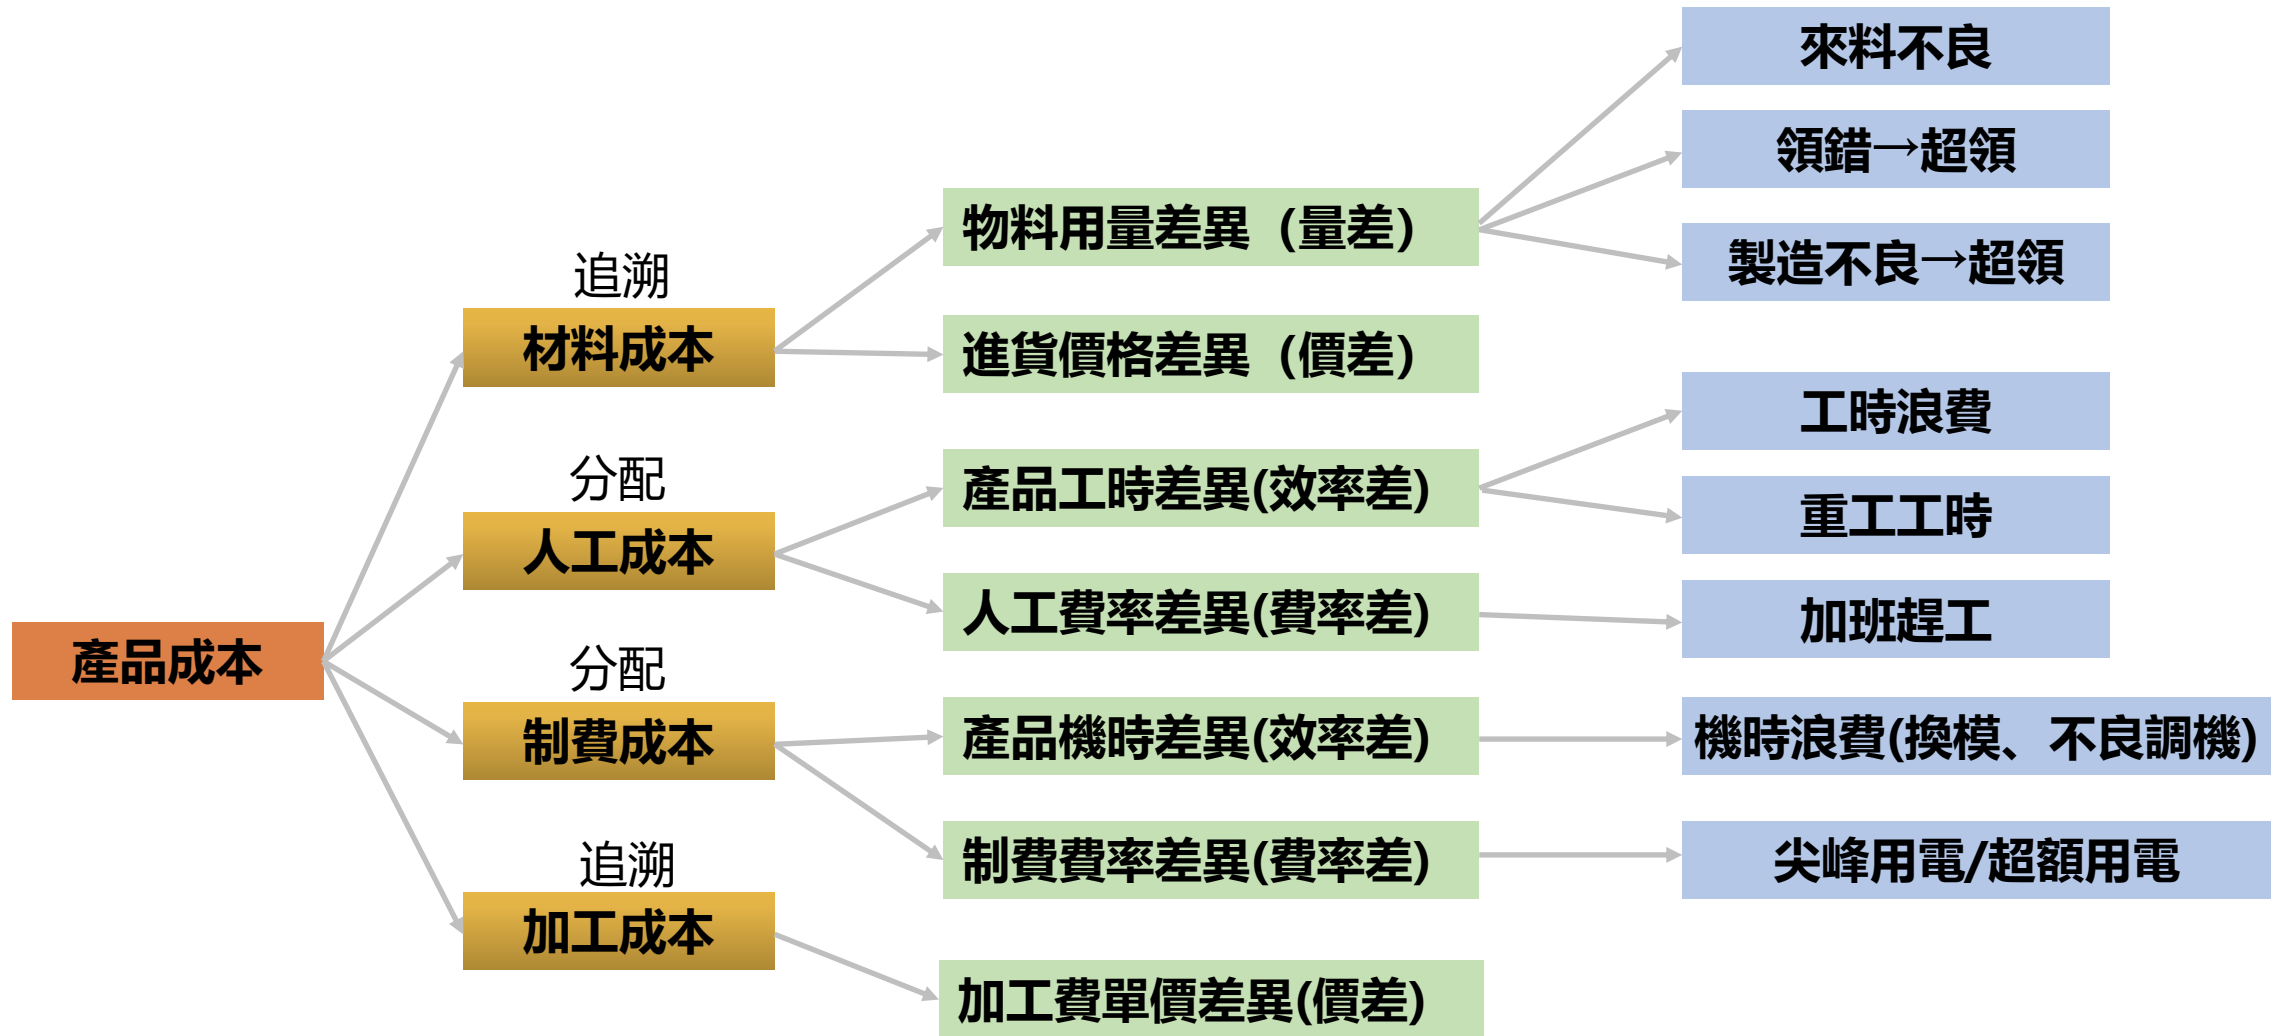 產品成本
追溯
材料成本
分配
人工成本
分配
制費成本
追溯
加工成本
物料用量差異（量差）
進貨價格差異（價差）
產品工時差異(效率差)
人工費率差異(費率差)
產品機時差異(效率差)
制費費率差異(費率差)
加工費單價差異(價差)
來料不良
領錯→超領
製造不良→超領
工時浪費
重工工時
加班趕工
機時浪費(換模、不良調機)
尖峰用電/超額用電